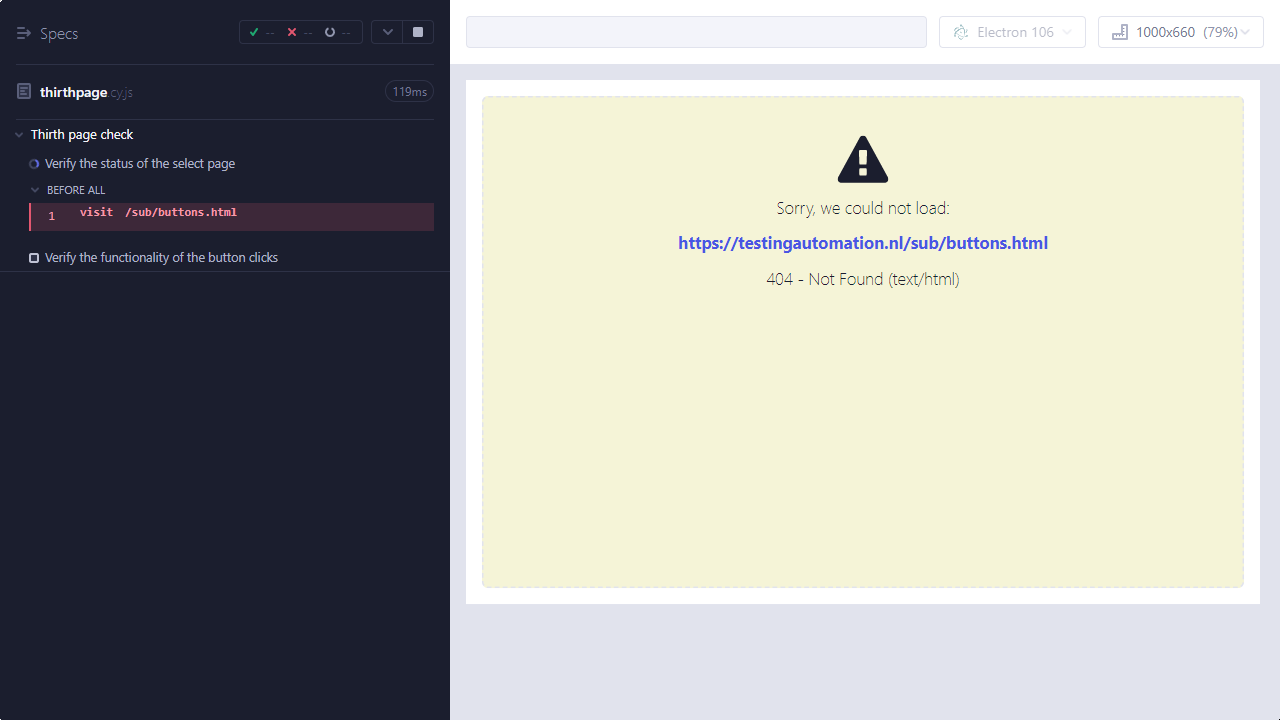 Specs
-- -- --
thirthpage.cy.js
119ms
Thirth page check
Verify the status of the select page
BEFORE ALL
1 visit /sub/buttons.html
Verify the functionality of the button clicks
Electron 106
1000x660 (79%)
Sorry, we could not load:
https://testingautomation.nl/sub/buttons.html
404 - Not Found (text/html)